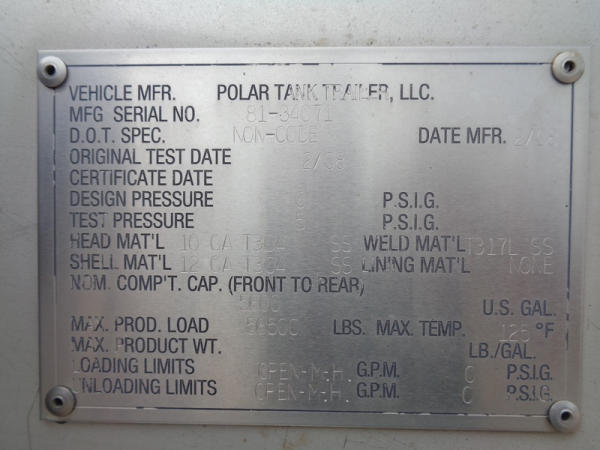 VEHICLE MFR. POLAR TANK TRAILER, LLC.
MFG SERIAL NO. 81-34071
D.O.T. SPEC. NON-CODE DATE MFR. 2/08
ORIGINAL TEST DATE 2/08
CERTIFICATE DATE
DESIGN PRESSURE P.S.I.G.
TEST PRESSURE P.S.I.G.
HEAD MAT'L 10 GA T304 SS WELD MAT'L T317L SS
SHELL MAT'L 12 GA T304 SS LINING MAT'L NONE
NOM. COMP'T. CAP. (FRONT TO REAR)
U.S. GAL.
MAX. PROD. LOAD LBS. MAX. TEMP. 125 °F
MAX. PRODUCT WT. LB./GAL.
LOADING LIMITS OPEN-M.H. G.P.M. 0 P.S.I.G.
UNLOADING LIMITS OPEN-M.H. G.P.M. 0 P.S.I.G.